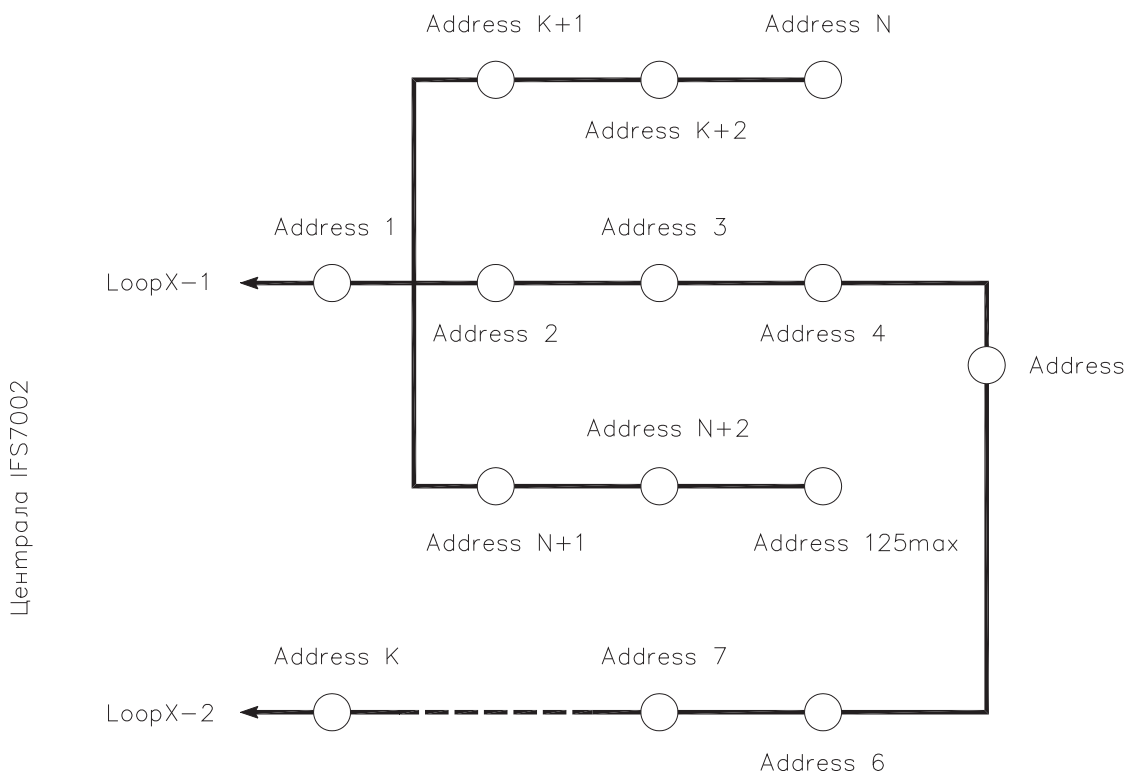 Address K+1
Address N
Address K+2
Address 1
Address 3
LoopX-1
Address 2
Address 4
Address
Address N+2
Централа IFS7002
Address N+1
Address 125max
Address K
Address 7
LoopX-2
Address 6